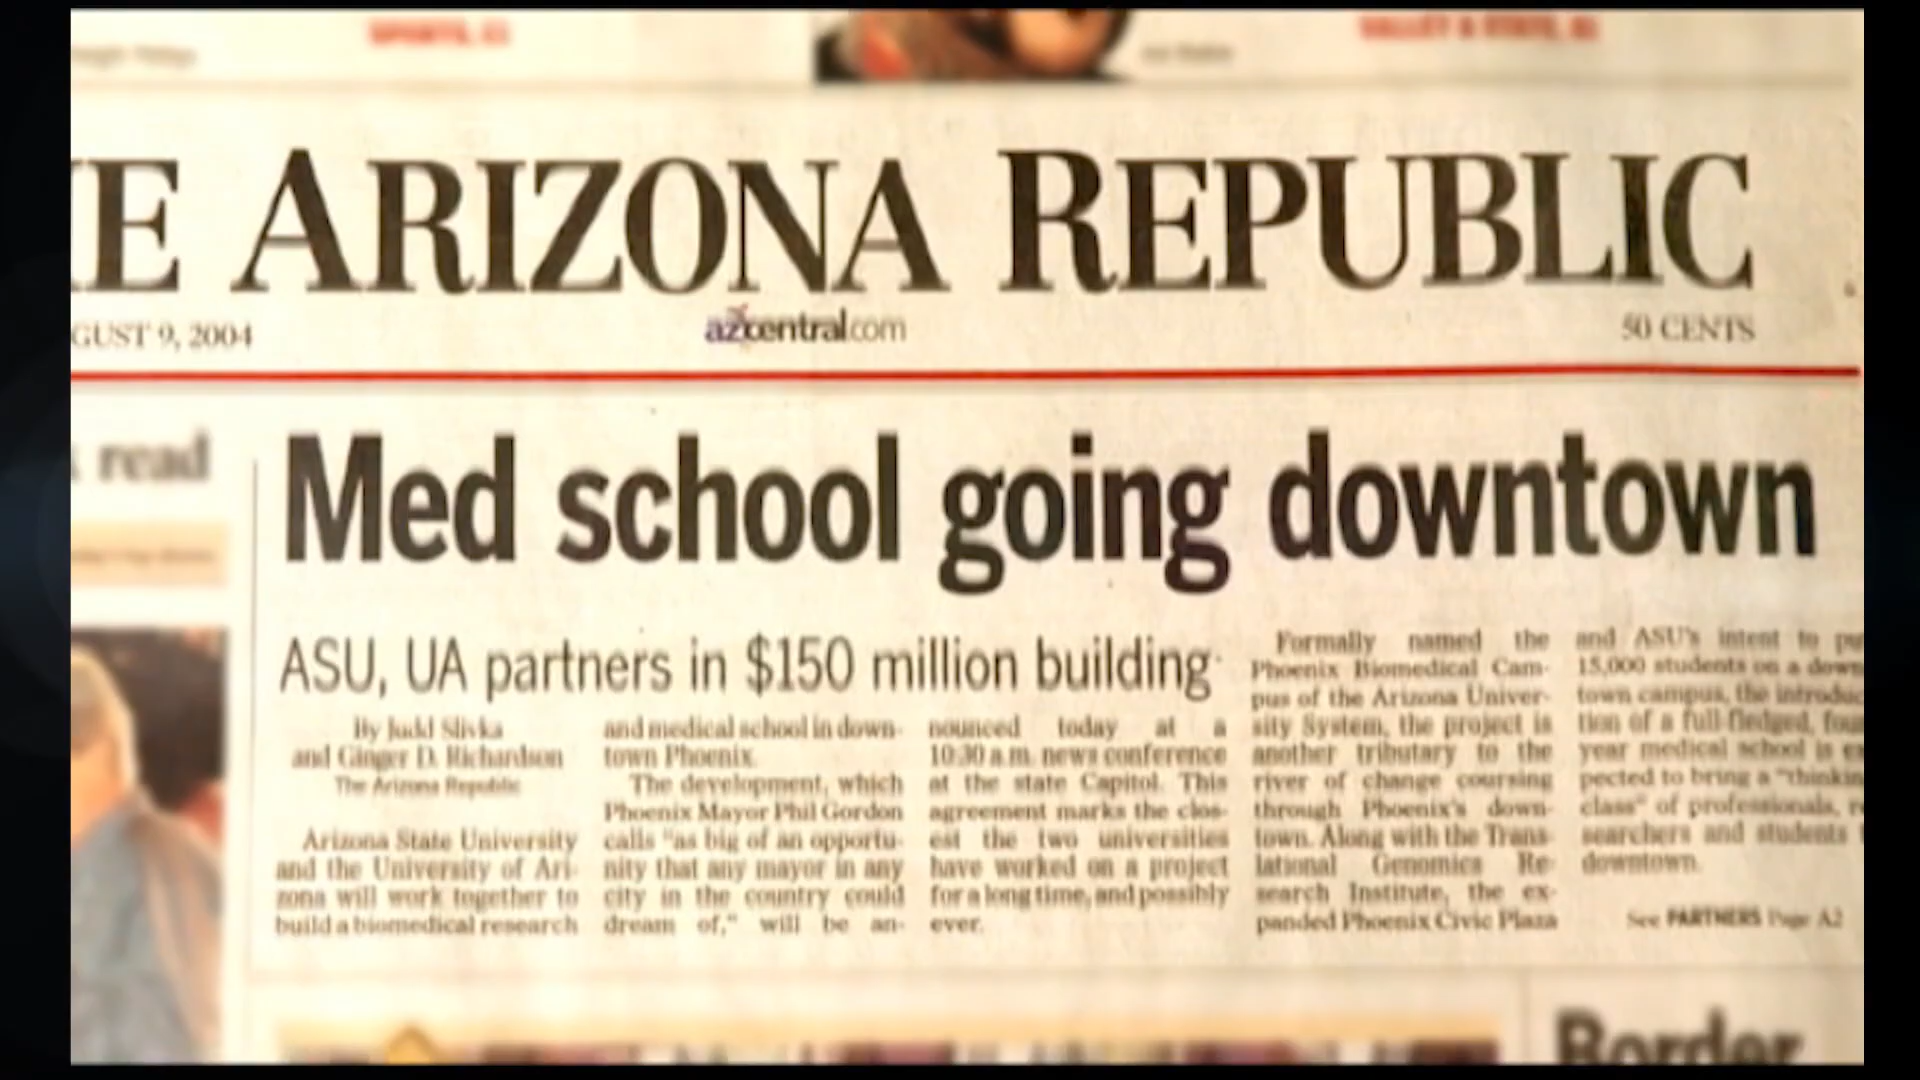 SPORTS, C1
VALLEY & STATE, B1
E ARIZONA REPUBLIC
GUST 9, 2004
azcentral.com
50 CENTS
read
Med school going downtown
ASU, UA partners in $150 million building
By Judd Slivka
and Ginger D. Richardson
The Arizona Republic
Arizona State University
and the University of Ari-
zona will work together to
build a biomedical research
and medical school in down-
town Phoenix.
The development, which
Phoenix Mayor Phil Gordon
calls "as big of an opportu-
nity that any mayor in any
city in the country could
dream of," will be an-
nounced today at a
10:30 a.m. news conference
at the state Capitol. This
agreement marks the clos-
est the two universities
have worked on a project
for a long time, and possibly
ever.
Formally named the
Phoenix Biomedical Cam-
pus of the Arizona Univer-
sity System, the project is
another tributary to the
river of change coursing
through Phoenix's down-
town. Along with the Trans-
lational Genomics Re-
search Institute, the ex-
panded Phoenix Civic Plaza
and ASU's intent to pu
15,000 students on a down
town campus, the introduc
tion of a full-fledged, four
year medical school is ex
pected to bring a "thinkin
class" of professionals, re
searchers and students t
downtown.
See PARTNERS Page A2
Border